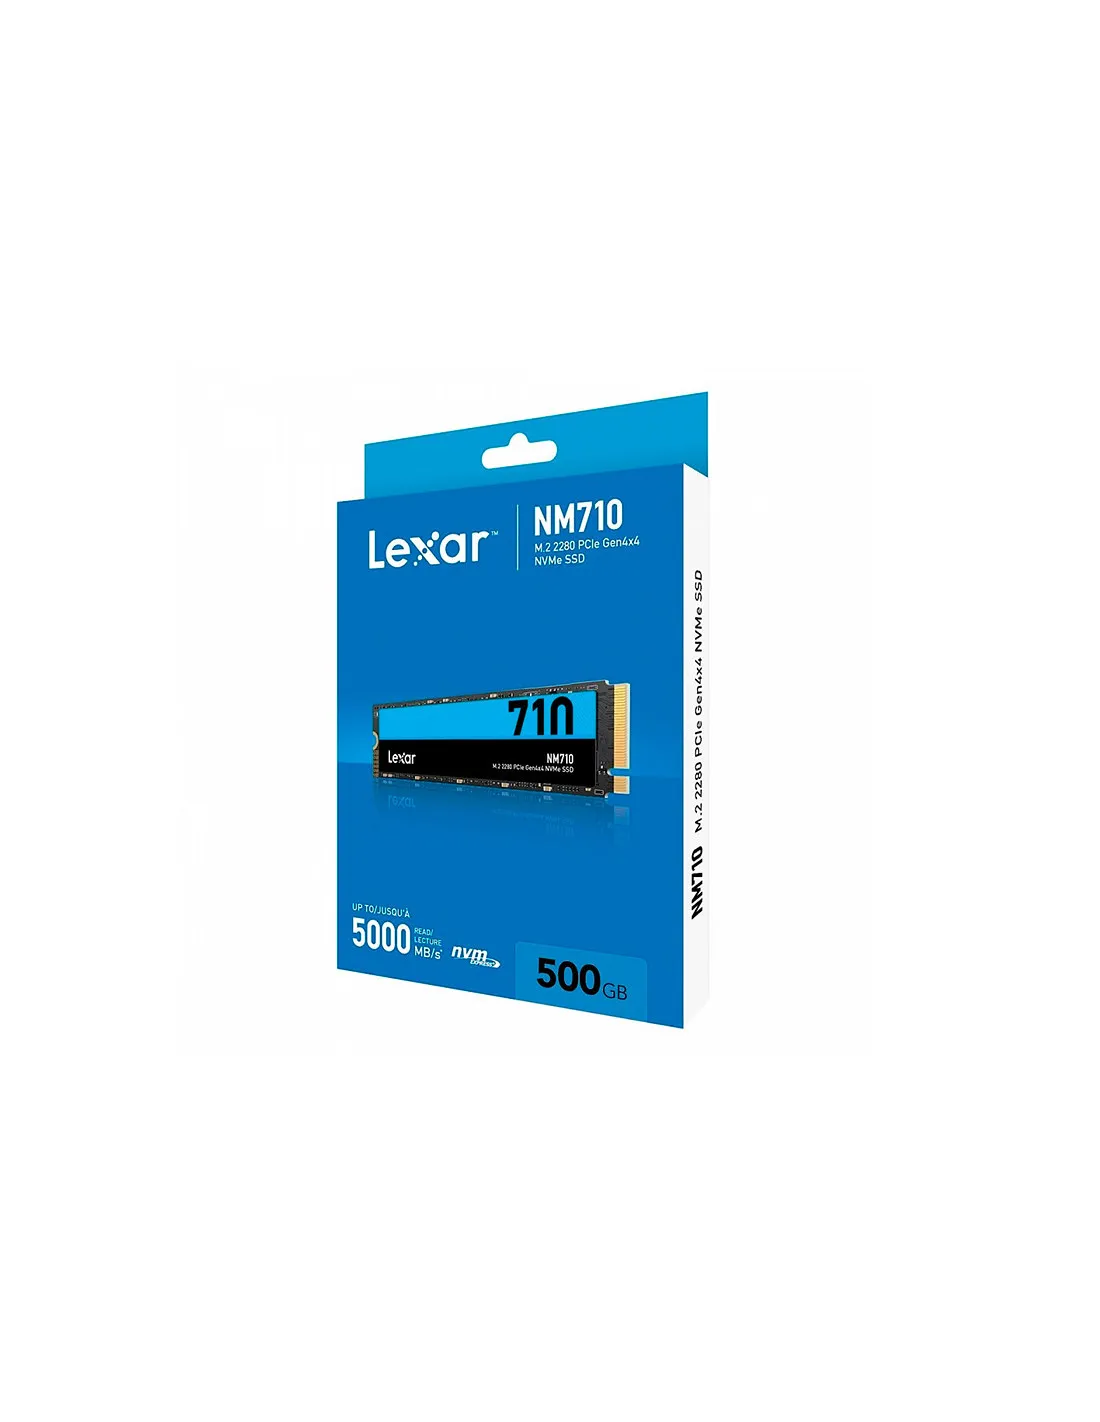 Lexar™
NM710
M.2 2280 PCIe Gen4x4
NVMe SSD
710
Lexar
NM710
M.2 2280 PCIe Gen4x4 NVMe SSD
UP TO/JUSQU'À
5000
READ/
LECTURE
MB/s*
nvm
EXPRESS
500GB
NM710 M.2 2280 PCIe Gen4x4 NVMe SSD